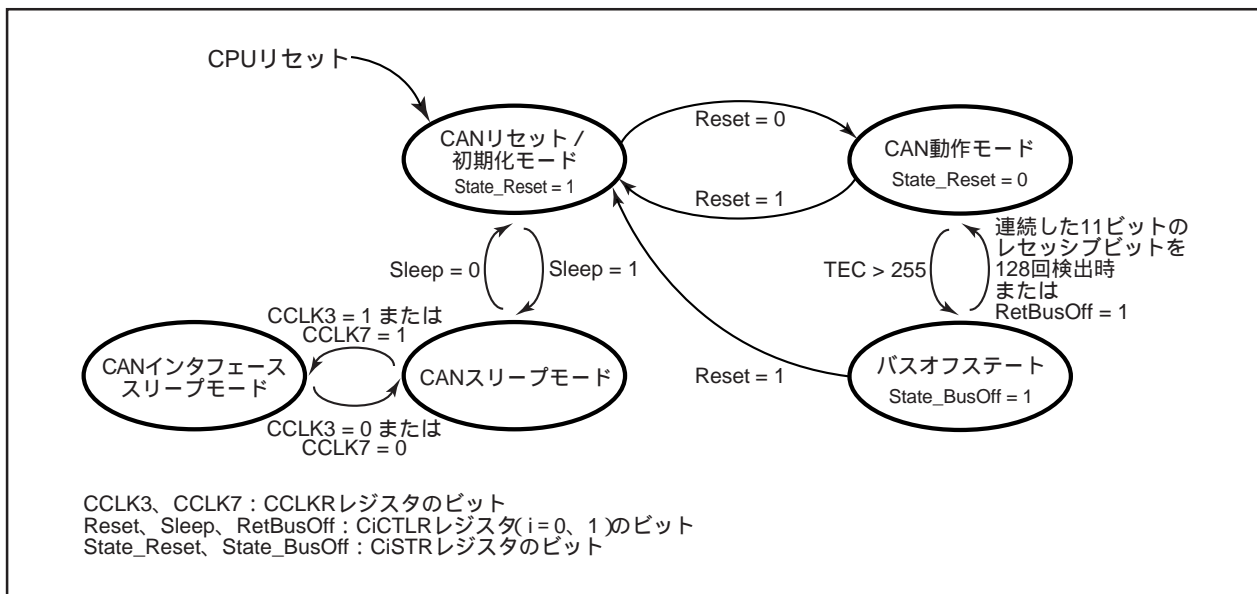 CPUリセット
CANリセット /
初期化モード
State_Reset = 1
Reset = 0
Reset = 1
CAN動作モード
State_Reset = 0
Sleep = 0
Sleep = 1
TEC > 255
連続した11ビットの
レセッシブビットを
128回検出時
または
RetBusOff = 1
CCLK3 = 1 または
CCLK7 = 1
CANインタフェース
スリープモード
CANスリープモード
CCLK3 = 0 または
CCLK7 = 0
Reset = 1
バスオフステート
State_BusOff = 1
CCLK3、CCLK7 : CCLKRレジスタのビット
Reset、Sleep、RetBusOff : CiCTLRレジスタ( i = 0、1 )のビット
State_Reset、State_BusOff : CiSTRレジスタのビット